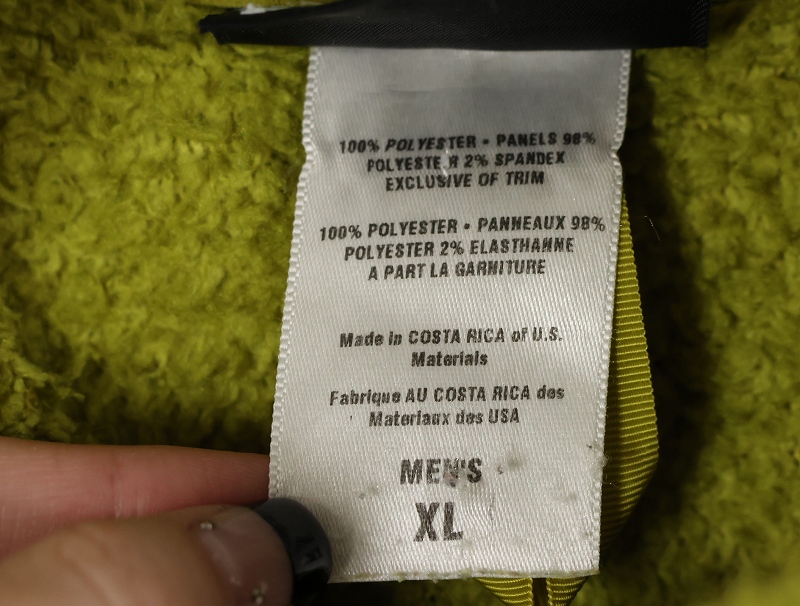 100% POLYESTER • PANELS 98%
POLYESTER 2% SPANDEX
EXCLUSIVE OF TRIM
100% POLYESTER • PANNEAUX 98%
POLYESTER 2% ELASTHANNE
A PART LA GARNITURE
Made in COSTA RICA of U.S.
Materials
Fabrique AU COSTA RICA des
Materiaux des USA
MEN'S
XL